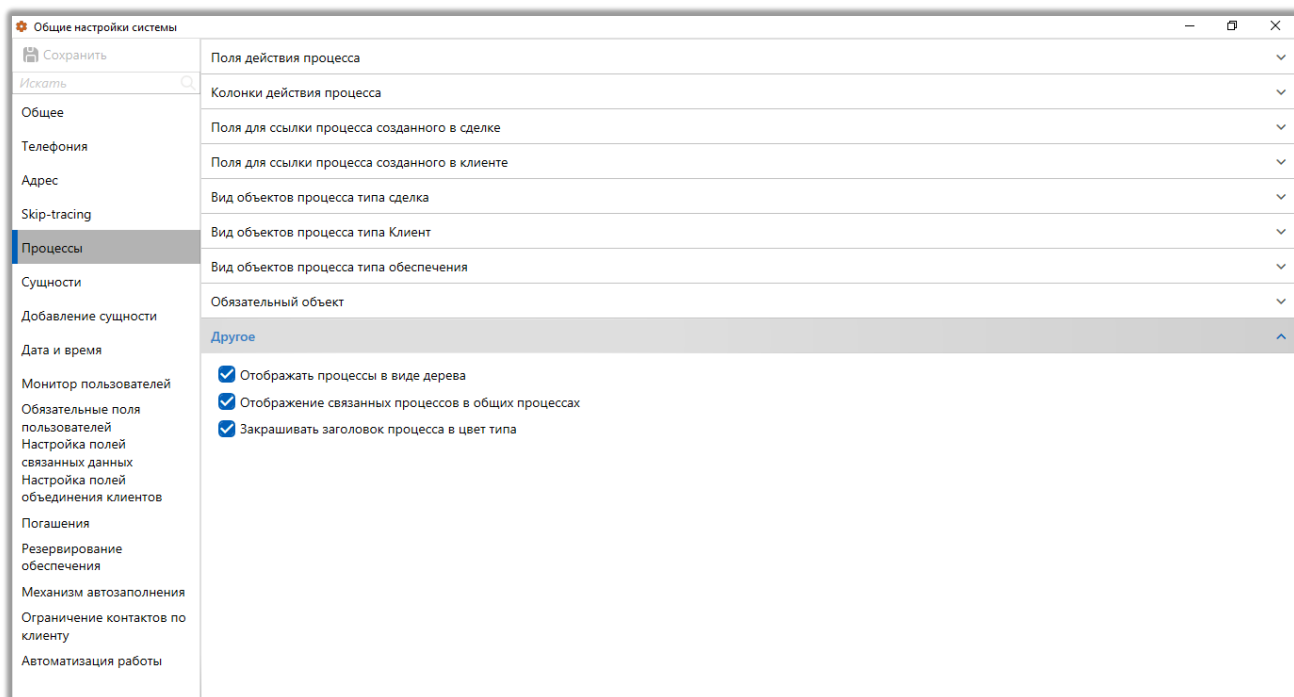 Общие настройки системы
Сохранить
Искать
Общее
Телефония
Адрес
Skip-tracing
Процессы
Сущности
Добавление сущности
Дата и время
Монитор пользователей
Обязательные поля
пользователей
Настройка полей
связанных данных
Настройка полей
объединения клиентов
Погашения
Резервирование
обеспечения
Механизм автозаполнения
Ограничение контактов по
клиенту
Автоматизация работы
Поля действия процесса
Колонки действия процесса
Поля для ссылки процесса созданного в сделке
Поля для ссылки процесса созданного в клиенте
Вид объектов процесса типа сделка
Вид объектов процесса типа Клиент
Вид объектов процесса типа обеспечения
Обязательный объект
Другое
Отображать процессы в виде дерева
Отображение связанных процессов в общих процессах
Закрашивать заголовок процесса в цвет типа